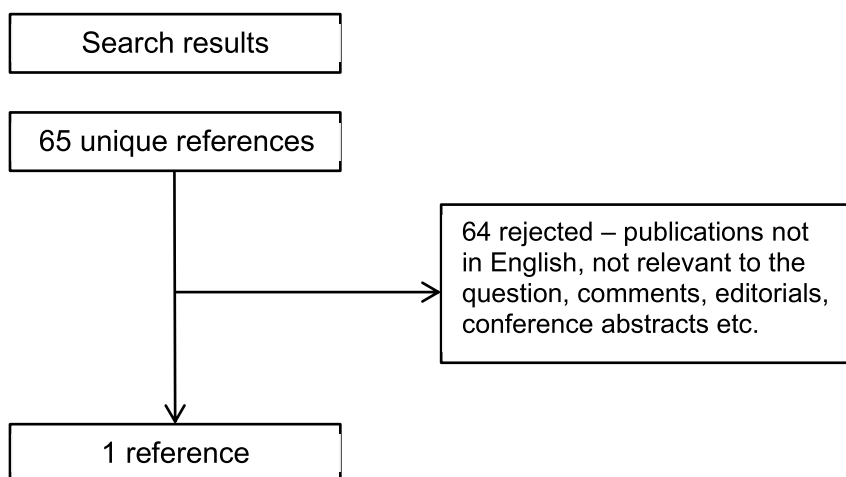 Search results
65 unique references
64 rejected – publications not
in English, not relevant to the
question, comments, editorials,
conference abstracts etc.
1 reference